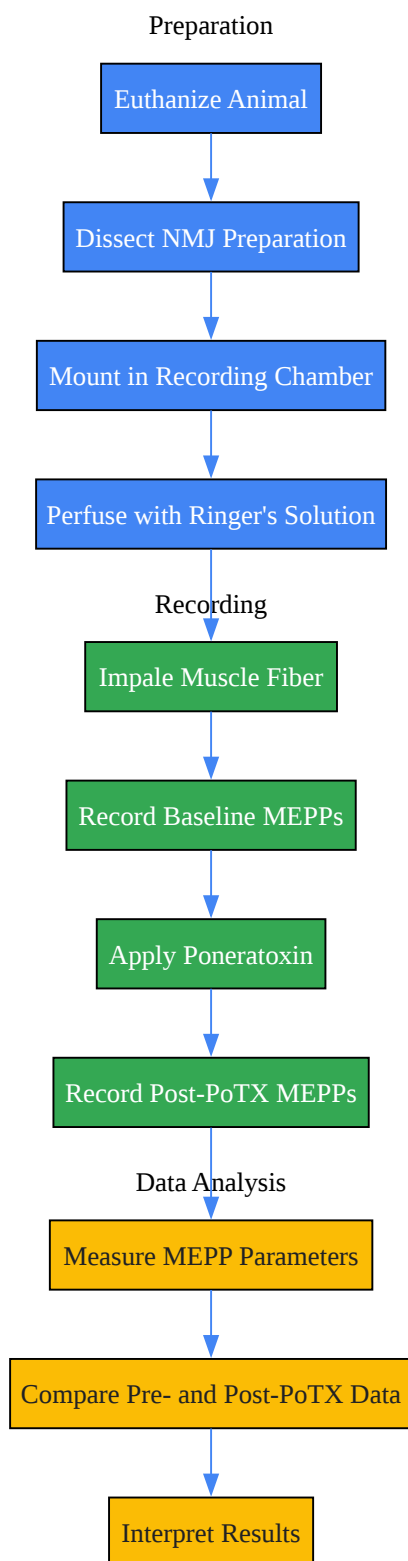 Preparation
Euthanize Animal
Dissect NMJ Preparation
Mount in Recording Chamber
Perfuse with Ringer's Solution
Recording
Impale Muscle Fiber
Record Baseline MEPPs
Apply Poneratoxin
Record Post-PoTX MEPPs
Data Analysis
Measure MEPP Parameters
Compare Pre- and Post-PoTX Data
Interpret Results